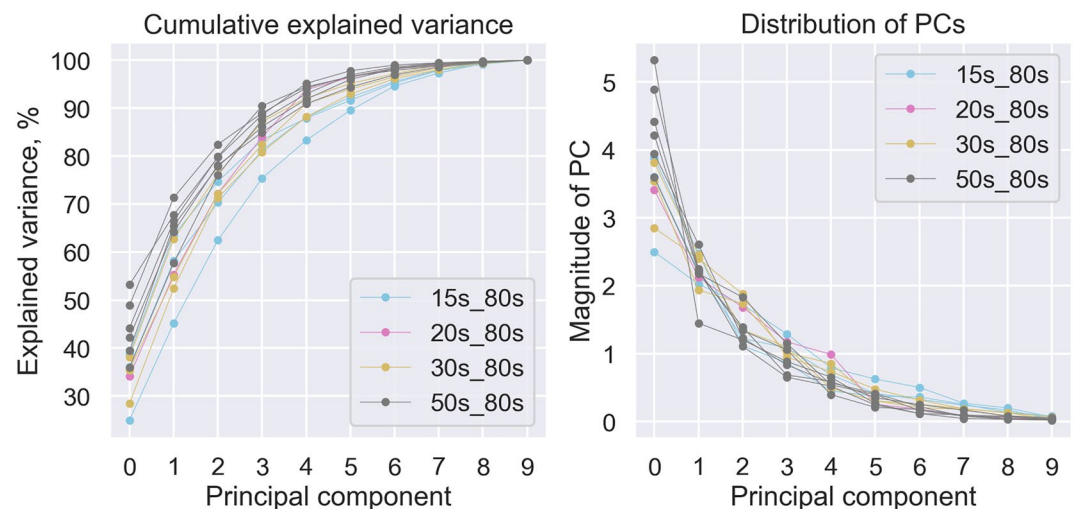 Cumulative explained variance
Explained variance, %
100
90
80
70
60
50
40
30
15s_80s
20s_80s
30s_80s
50s_80s
0 1 2 3 4 5 6 7 8 9
Principal component
Distribution of PCs
Magnitude of PC
5
4
3
2
1
0
15s_80s
20s_80s
30s_80s
50s_80s
0 1 2 3 4 5 6 7 8 9
Principal component